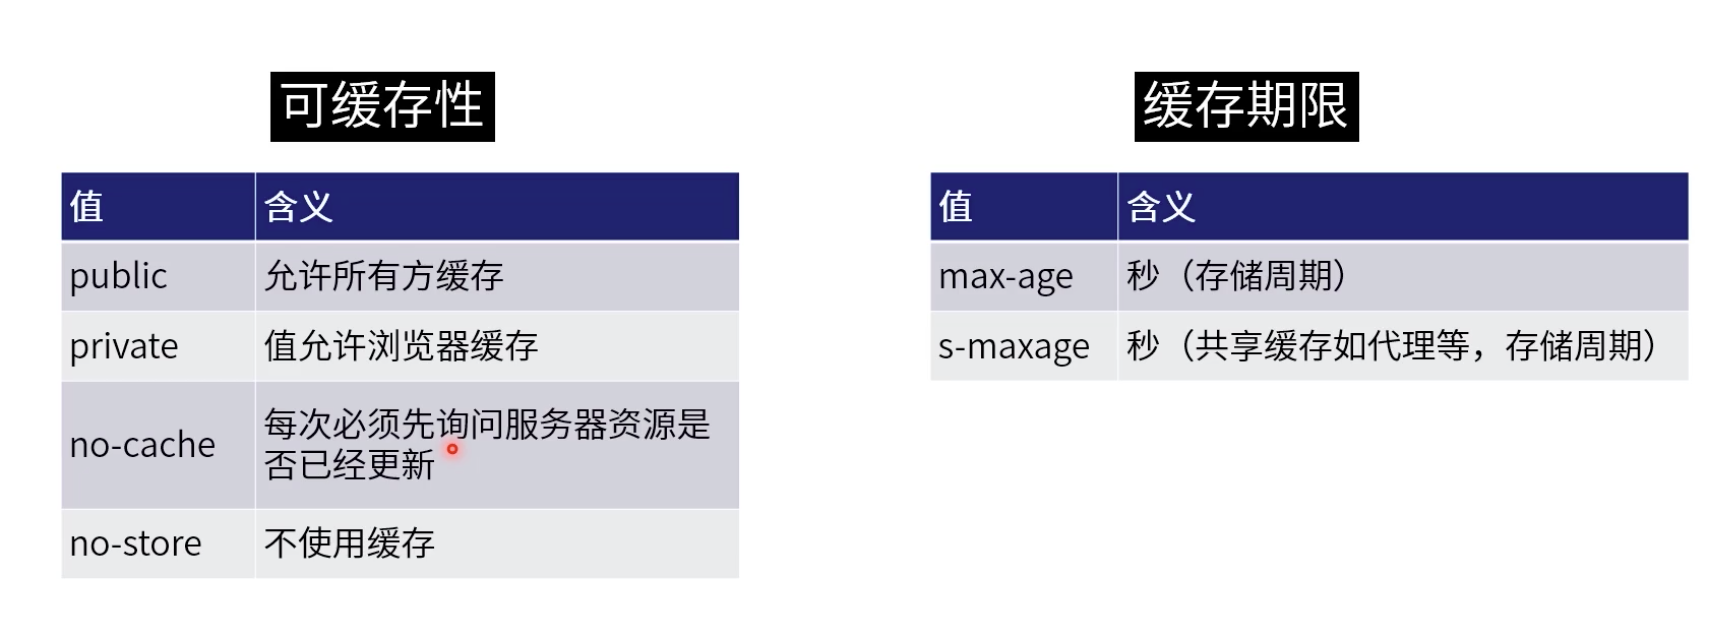 可缓存性
值 含义
public 允许所有方缓存
private 值允许浏览器缓存
no-cache 每次必须先询问服务器资源是
否已经更新
no-store 不使用缓存
缓存期限
值 含义
max-age 秒（存储周期）
s-maxage 秒（共享缓存如代理等，存储周期）